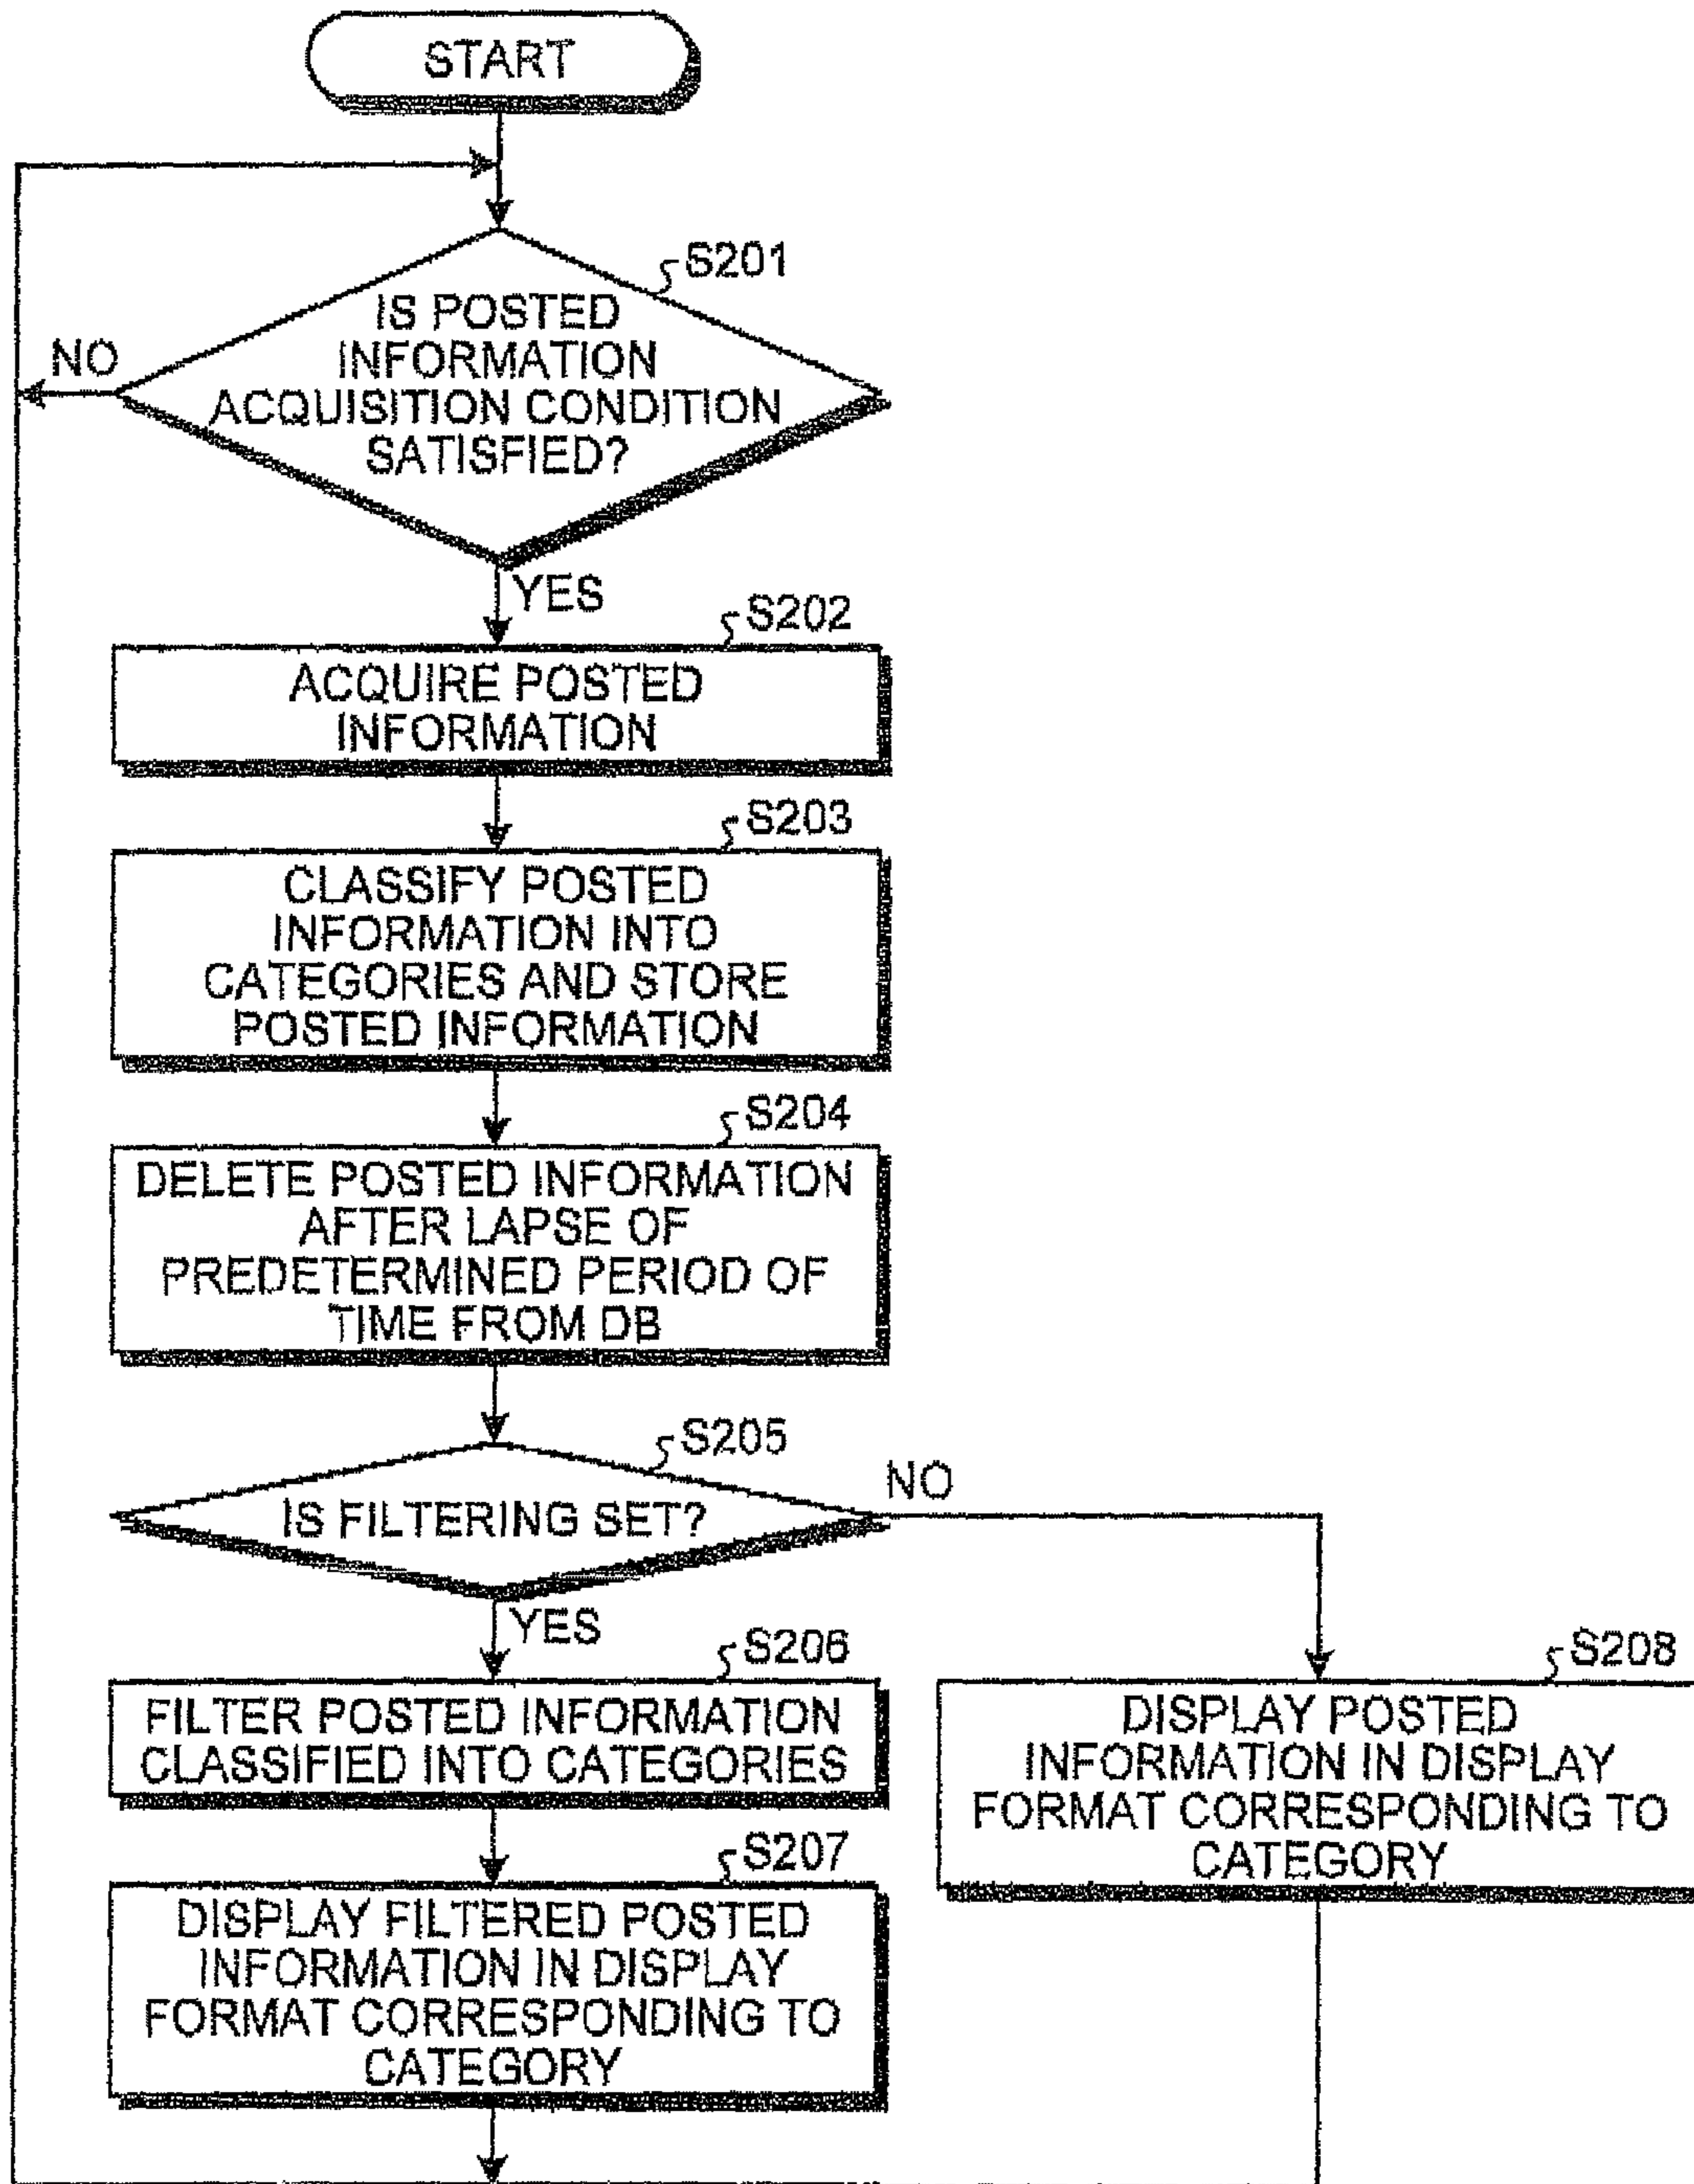 START
S201
IS POSTED
INFORMATION
ACQUISITION CONDITION
SATISFIED?
NO
YES
S202
ACQUIRE POSTED
INFORMATION
S203
CLASSIFY POSTED
INFORMATION INTO
CATEGORIES AND STORE
POSTED INFORMATION
S204
DELETE POSTED INFORMATION
AFTER LAPSE OF
PREDETERMINED PERIOD OF
TIME FROM DB
S205
IS FILTERING SET?
NO
YES
S206
FILTER POSTED INFORMATION
CLASSIFIED INTO CATEGORIES
S207
DISPLAY FILTERED POSTED
INFORMATION IN DISPLAY
FORMAT CORRESPONDING TO
CATEGORY
S208
DISPLAY POSTED
INFORMATION IN DISPLAY
FORMAT CORRESPONDING TO
CATEGORY